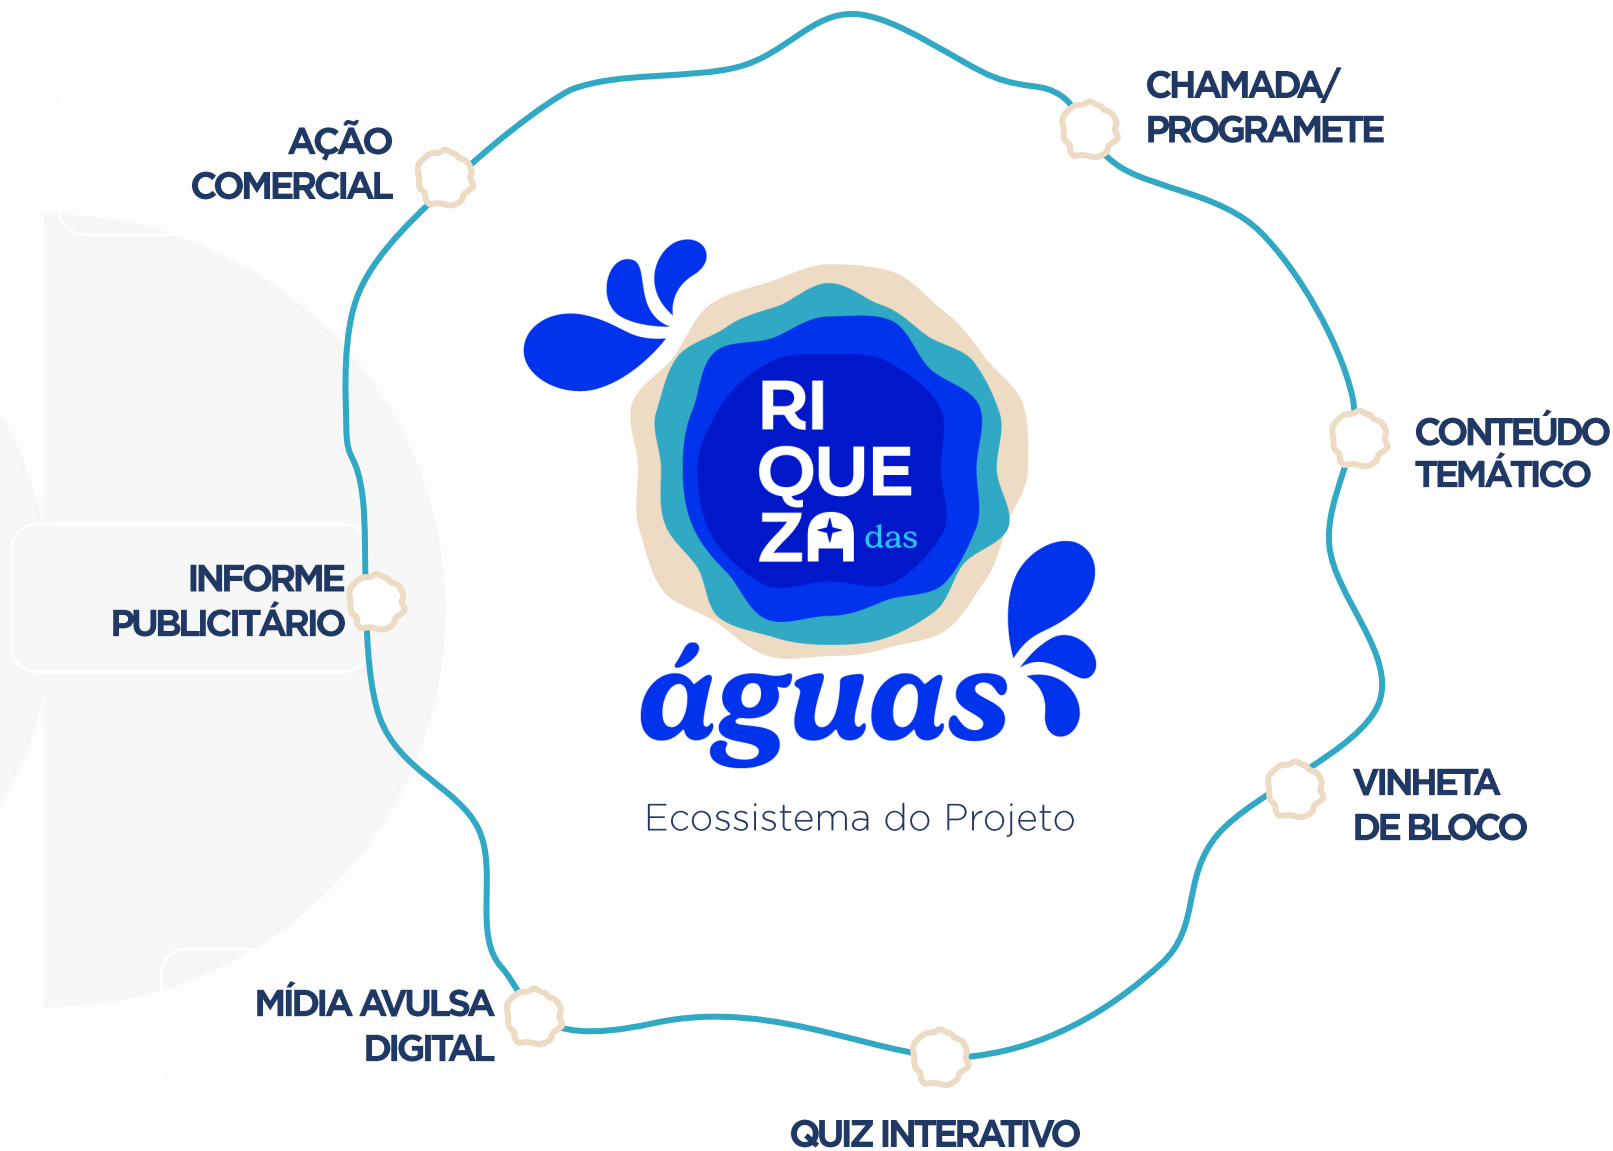 CHAMADA/
PROGRAMETE
AÇÃO
COMERCIAL
RI
QUE
ZA das
águas
CONTEÚDO
TEMÁTICO
INFORME
PUBLICITÁRIO
Ecossistema do Projeto
VINHETA
DE BLOCO
MÍDIA AVULSA
DIGITAL
QUIZ INTERATIVO